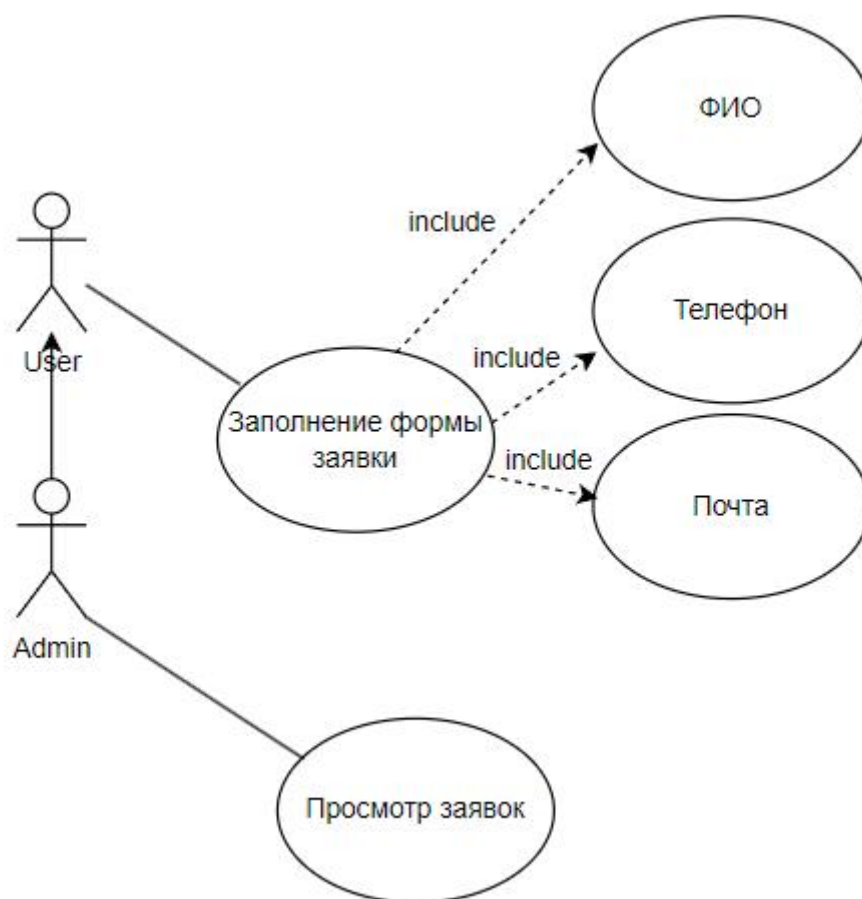 ФИО
include
Телефон
User
include
Заполнение формы
заявки
include
Почта
Admin
Просмотр заявок